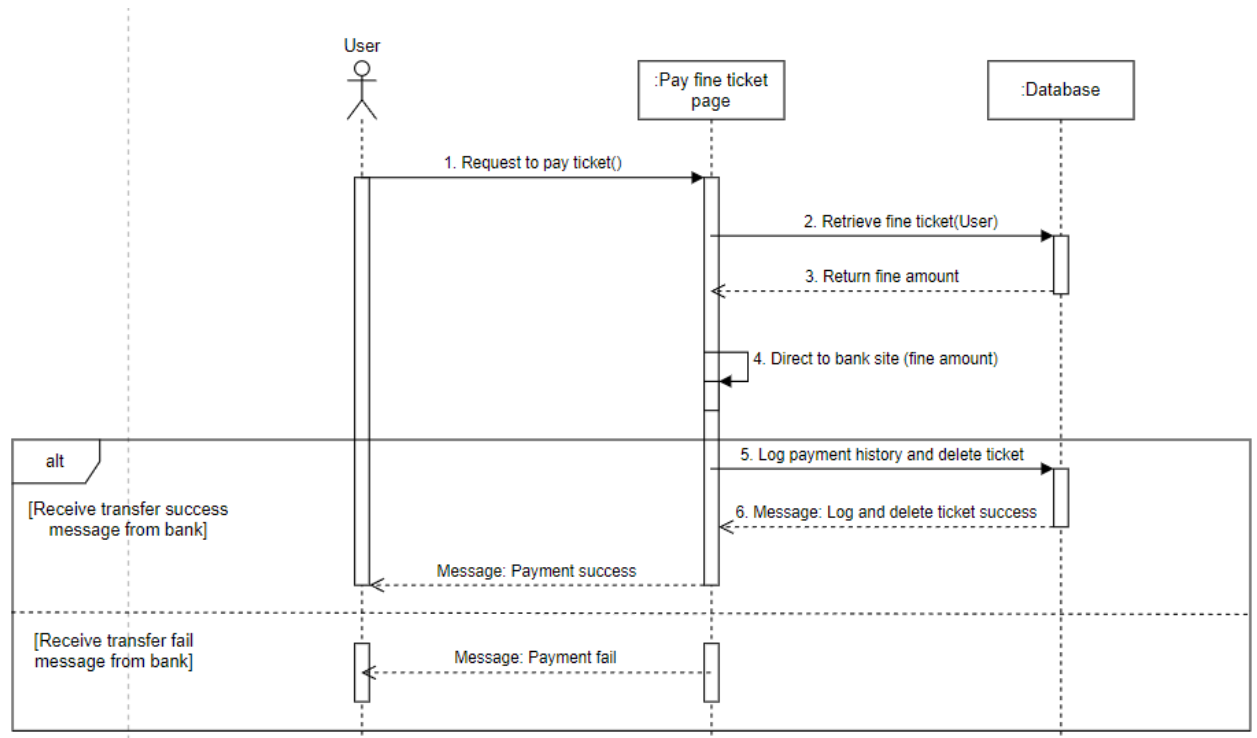 User
:Pay fine ticket
page
:Database
1. Request to pay ticket()
2. Retrieve fine ticket(User)
3. Return fine amount
4. Direct to bank site (fine amount)
alt
5. Log payment history and delete ticket
[Receive transfer success
message from bank]
6. Message: Log and delete ticket success
Message: Payment success
[Receive transfer fail
message from bank]
Message: Payment fail